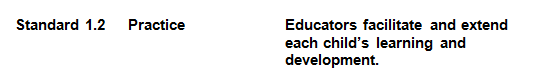 Standard 1.2 Practice Educators facilitate and extend
each child's learning and
development.